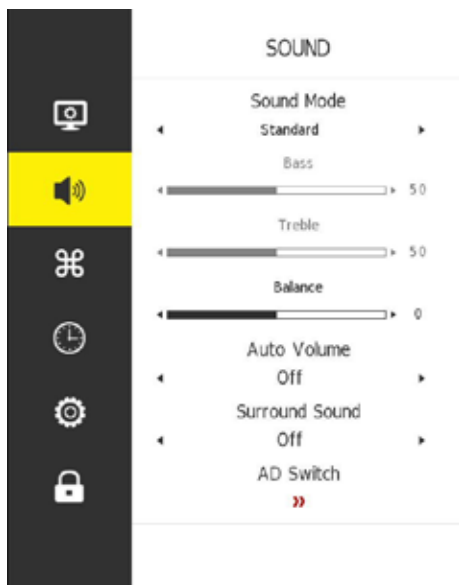 SOUND
Sound Mode
Standard
Bass
50
Treble
50
Balance
0
Auto Volume
Off
Surround Sound
Off
AD Switch